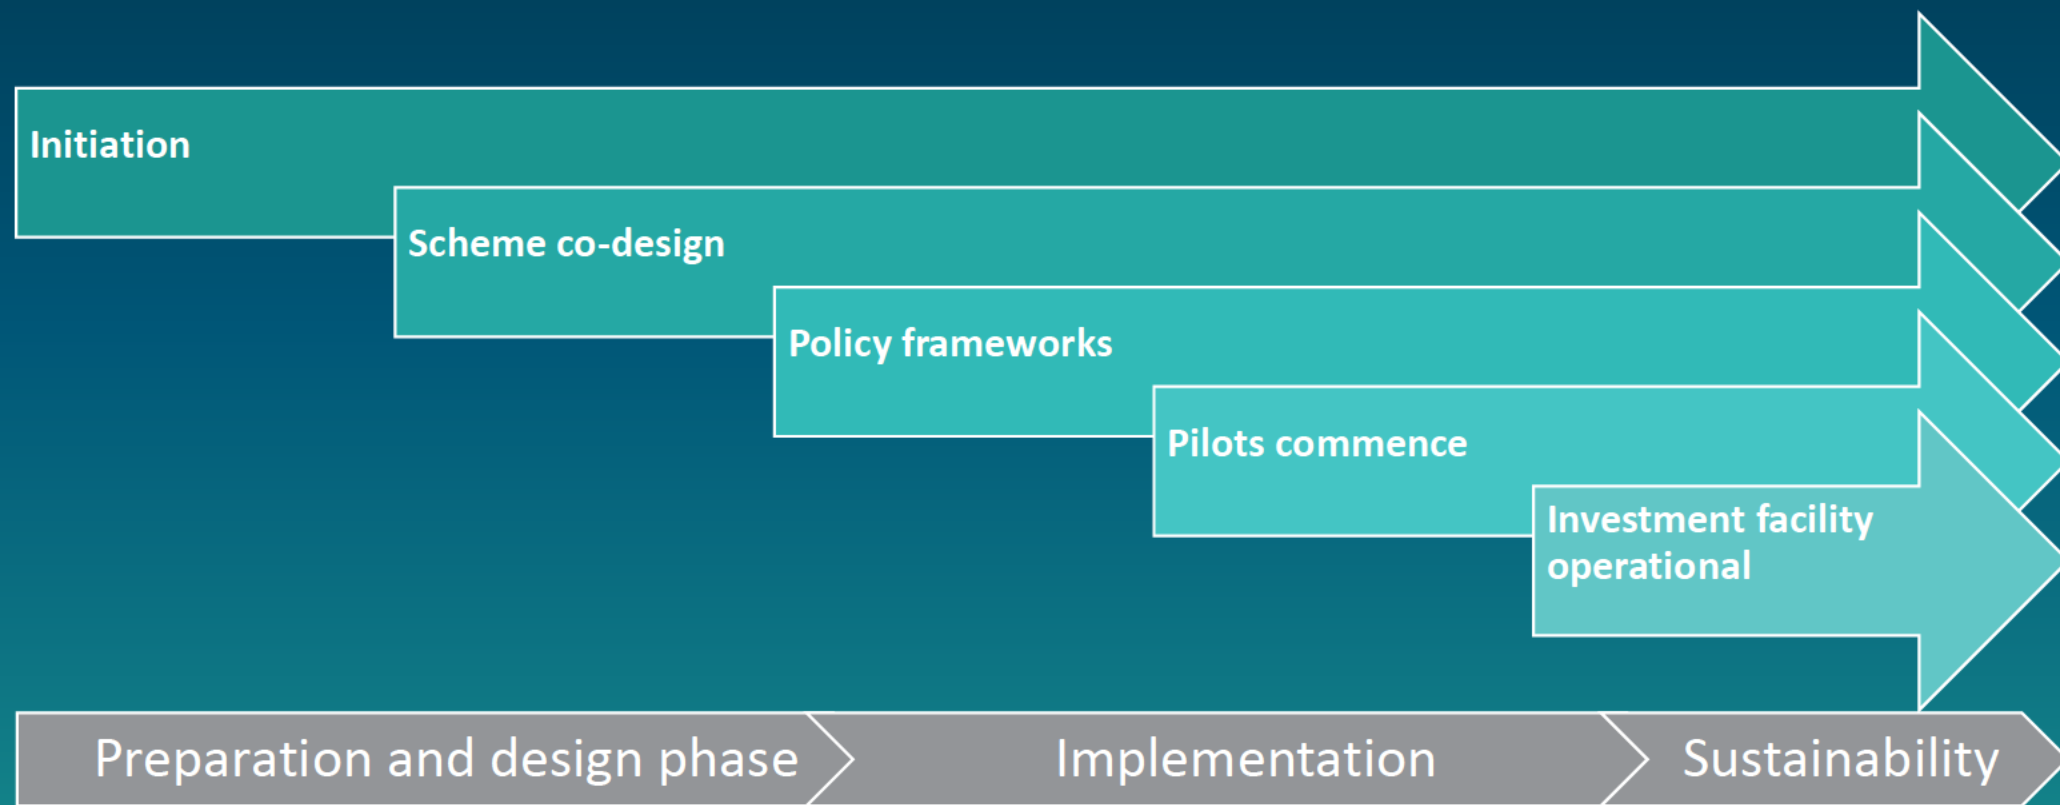 Initiation
Scheme co-design
Policy frameworks
Pilots commence
Investment facility
operational
Preparation and design phase
Implementation
Sustainability